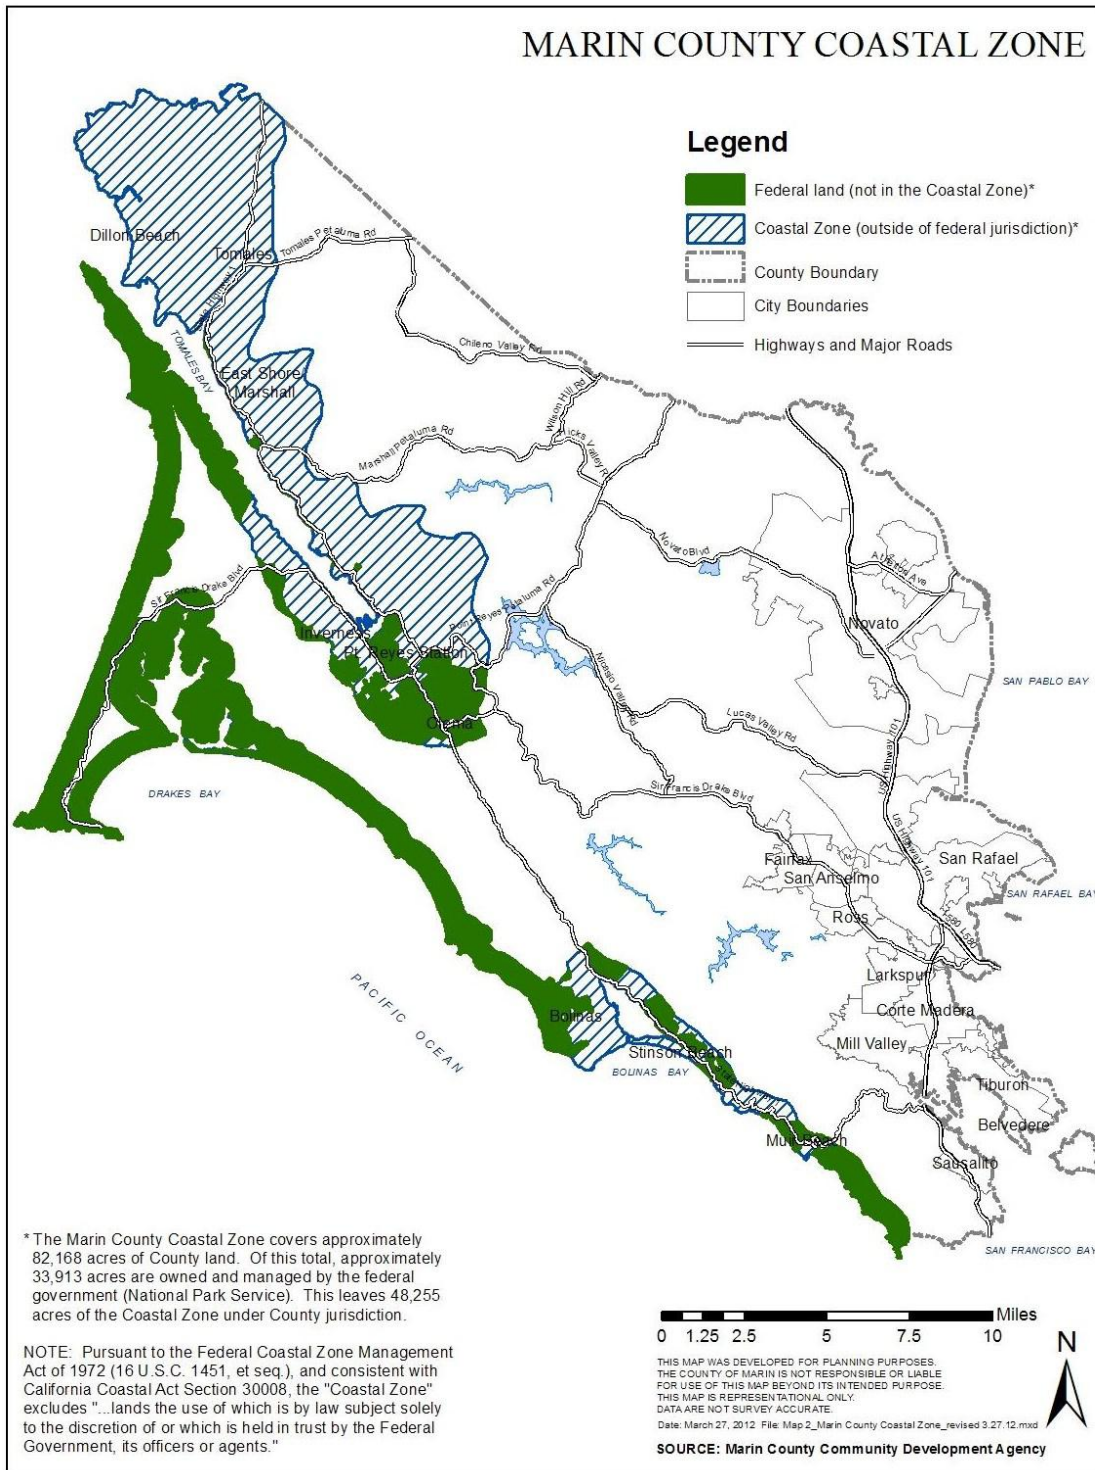 MARIN COUNTY COASTAL ZONE
Legend
Federal land (not in the Coastal Zone)*
Coastal Zone (outside of federal jurisdiction)*
County Boundary
City Boundaries
Highways and Major Roads
Dillon Beach
Tomales
Tomales Petaluma Rd
State Highway 1
TOMALES BAY
Chileno Valley Rd
East Shore
Marshall
Wilson Hill Rd
Marshall Petaluma Rd
Hicks Valley Rd
Novato Blvd
Atherton Ave
Sir Francis Drake Blvd
Point Reyes Petaluma Rd
Novato
Inverness
Pt. Reyes Station
SAN PABLO BAY
Nicasio Valley Rd
Olema
Lucas Valley Rd
US Highway 101
DRAKES BAY
Sir Francis Drake Blvd
US Highway 101
Fairfax
San Rafael
San Anselmo
SAN RAFAEL BAY
Ross
I-580 I-580
Larkspur
PACIFIC OCEAN
Corte Madera
Bolinas
Mill Valley
Stinson Beach
BOLINAS BAY
Tiburon
Belvedere
Muir Beach
Sausalito
SAN FRANCISCO BAY
* The Marin County Coastal Zone covers approximately
82,168 acres of County land. Of this total, approximately
33,913 acres are owned and managed by the federal
government (National Park Service). This leaves 48,255
acres of the Coastal Zone under County jurisdiction.
NOTE: Pursuant to the Federal Coastal Zone Management
Act of 1972 (16 U.S.C. 1451, et seq.), and consistent with
California Coastal Act Section 30008, the "Coastal Zone"
excludes "...lands the use of which is by law subject solely
to the discretion of or which is held in trust by the Federal
Government, its officers or agents."
Miles
0 1.25 2.5 5 7.5 10
N
THIS MAP WAS DEVELOPED FOR PLANNING PURPOSES.
THE COUNTY OF MARIN IS NOT RESPONSIBLE OR LIABLE
FOR USE OF THIS MAP BEYOND ITS INTENDED PURPOSE.
THIS MAP IS REPRESENTATIONAL ONLY.
DATA ARE NOT SURVEY ACCURATE.
Date: March 27, 2012 File: Map 2_Marin County Coastal Zone_revised 3.27.12.mxd
SOURCE: Marin County Community Development Agency